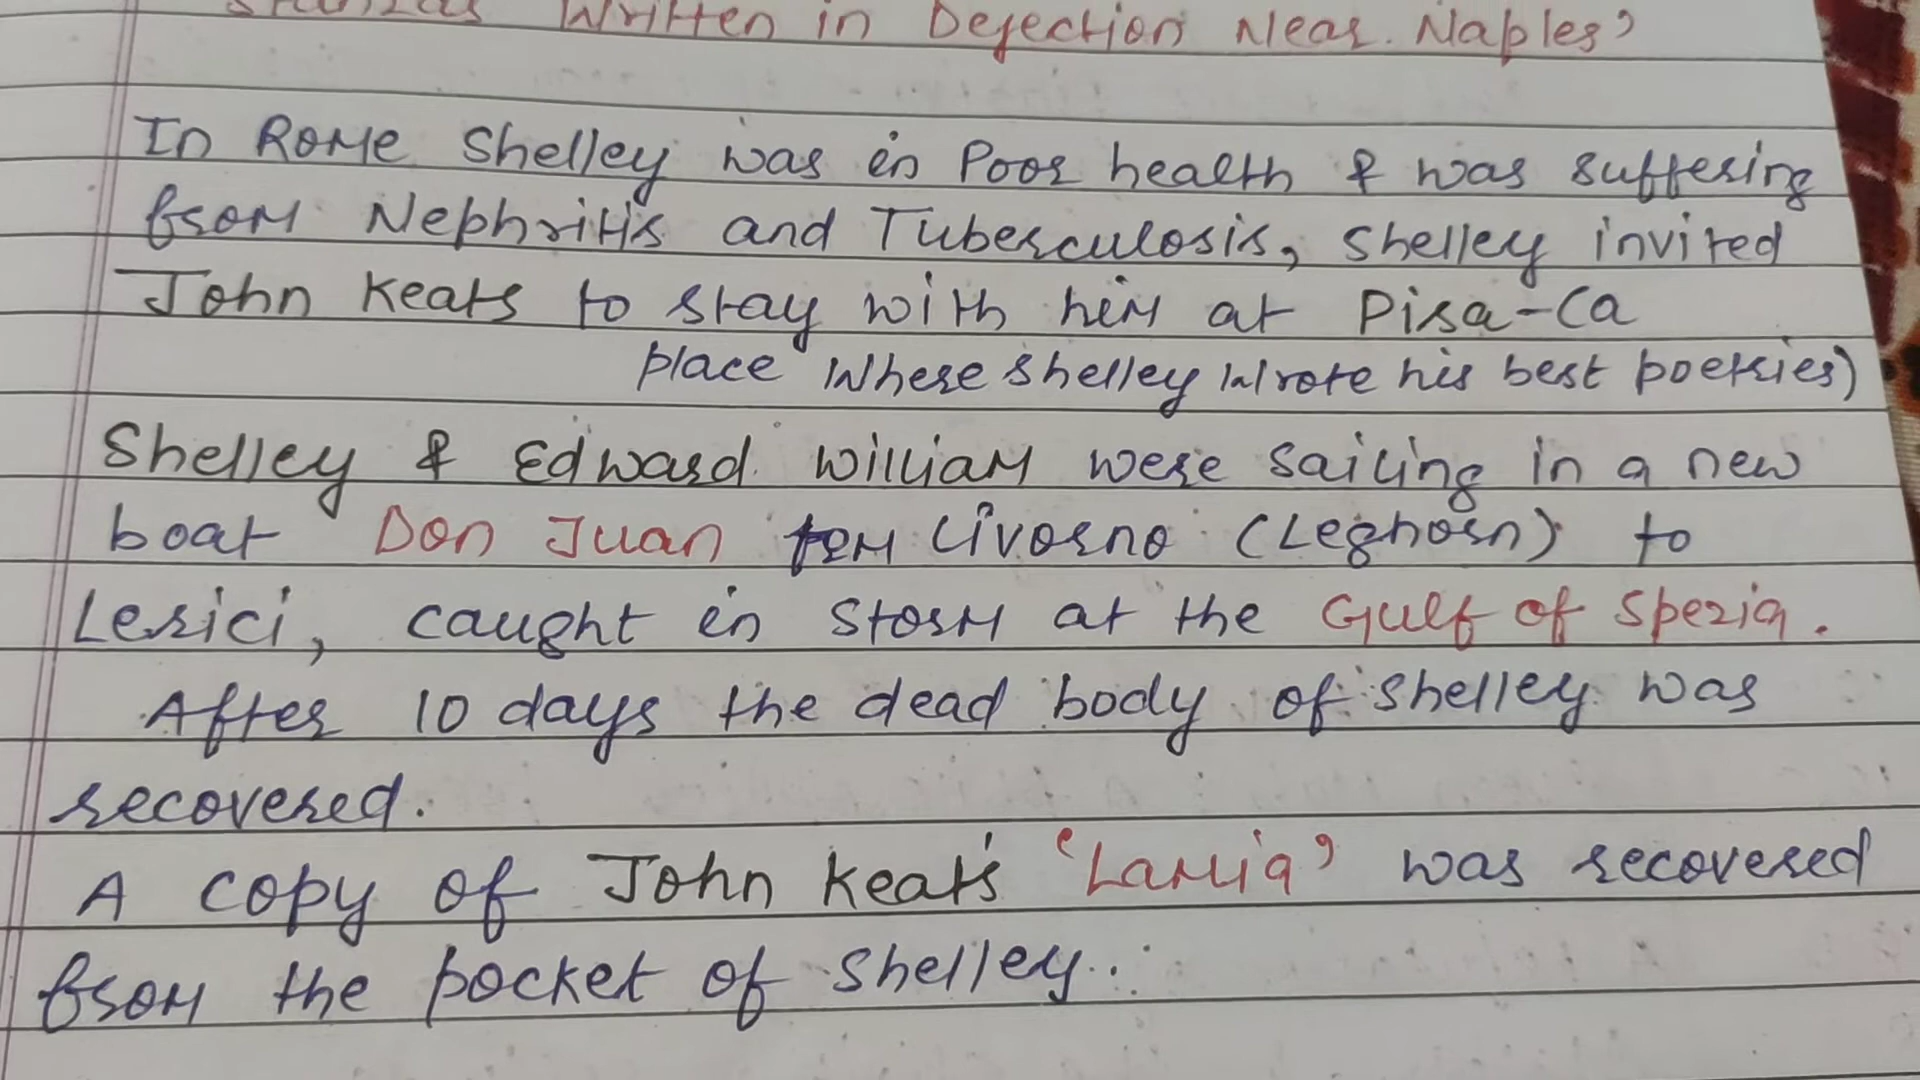 Stanzas Written in Dejection Near Naples'
In Rome Shelley was in Poor health & was suffering
from Nephritis and Tuberculosis, Shelley invited
John Keats to stay with him at Pisa-(a
place where Shelley wrote his best poetries)
Shelley & Edward William were sailing in a new
boat Don Juan from Livorno (Leghorn) to
Lerici, caught in storm at the Gulf of Spezia.
After 10 days the dead body of Shelley was
recovered.
A copy of John Keats's 'Lamia' was recovered
from the pocket of Shelley.